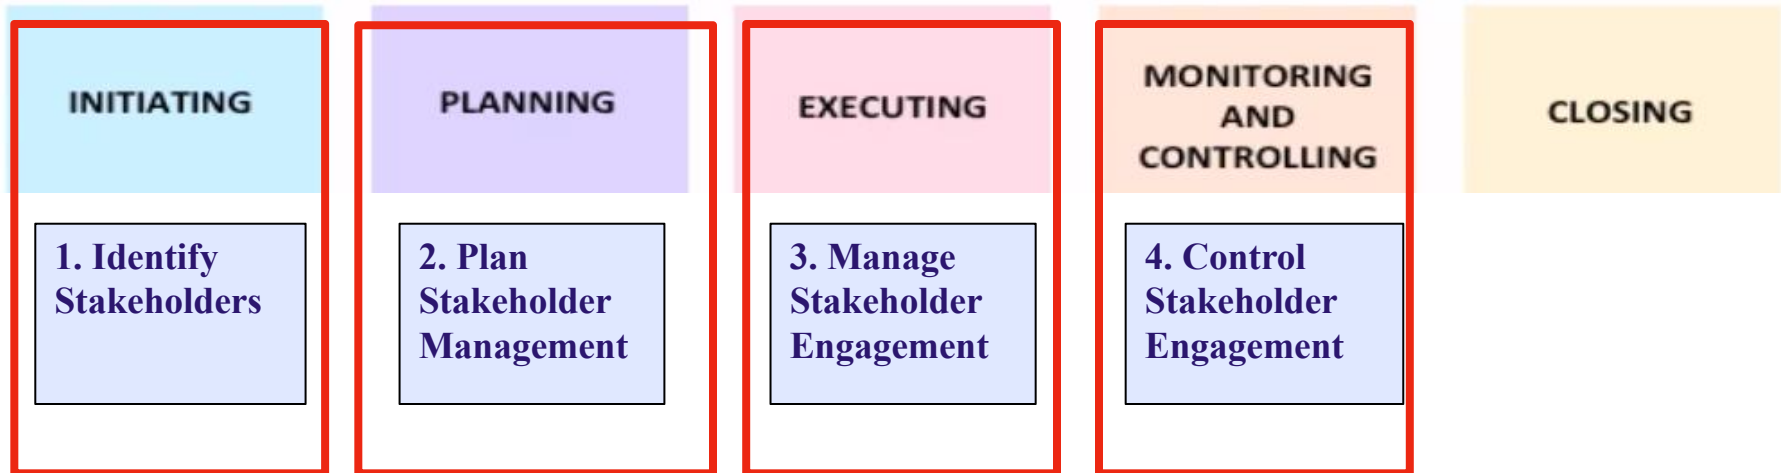 INITIATING
PLANNING
EXECUTING
MONITORING
AND
CONTROLLING
CLOSING
1. Identify
Stakeholders
2. Plan
Stakeholder
Management
3. Manage
Stakeholder
Engagement
4. Control
Stakeholder
Engagement